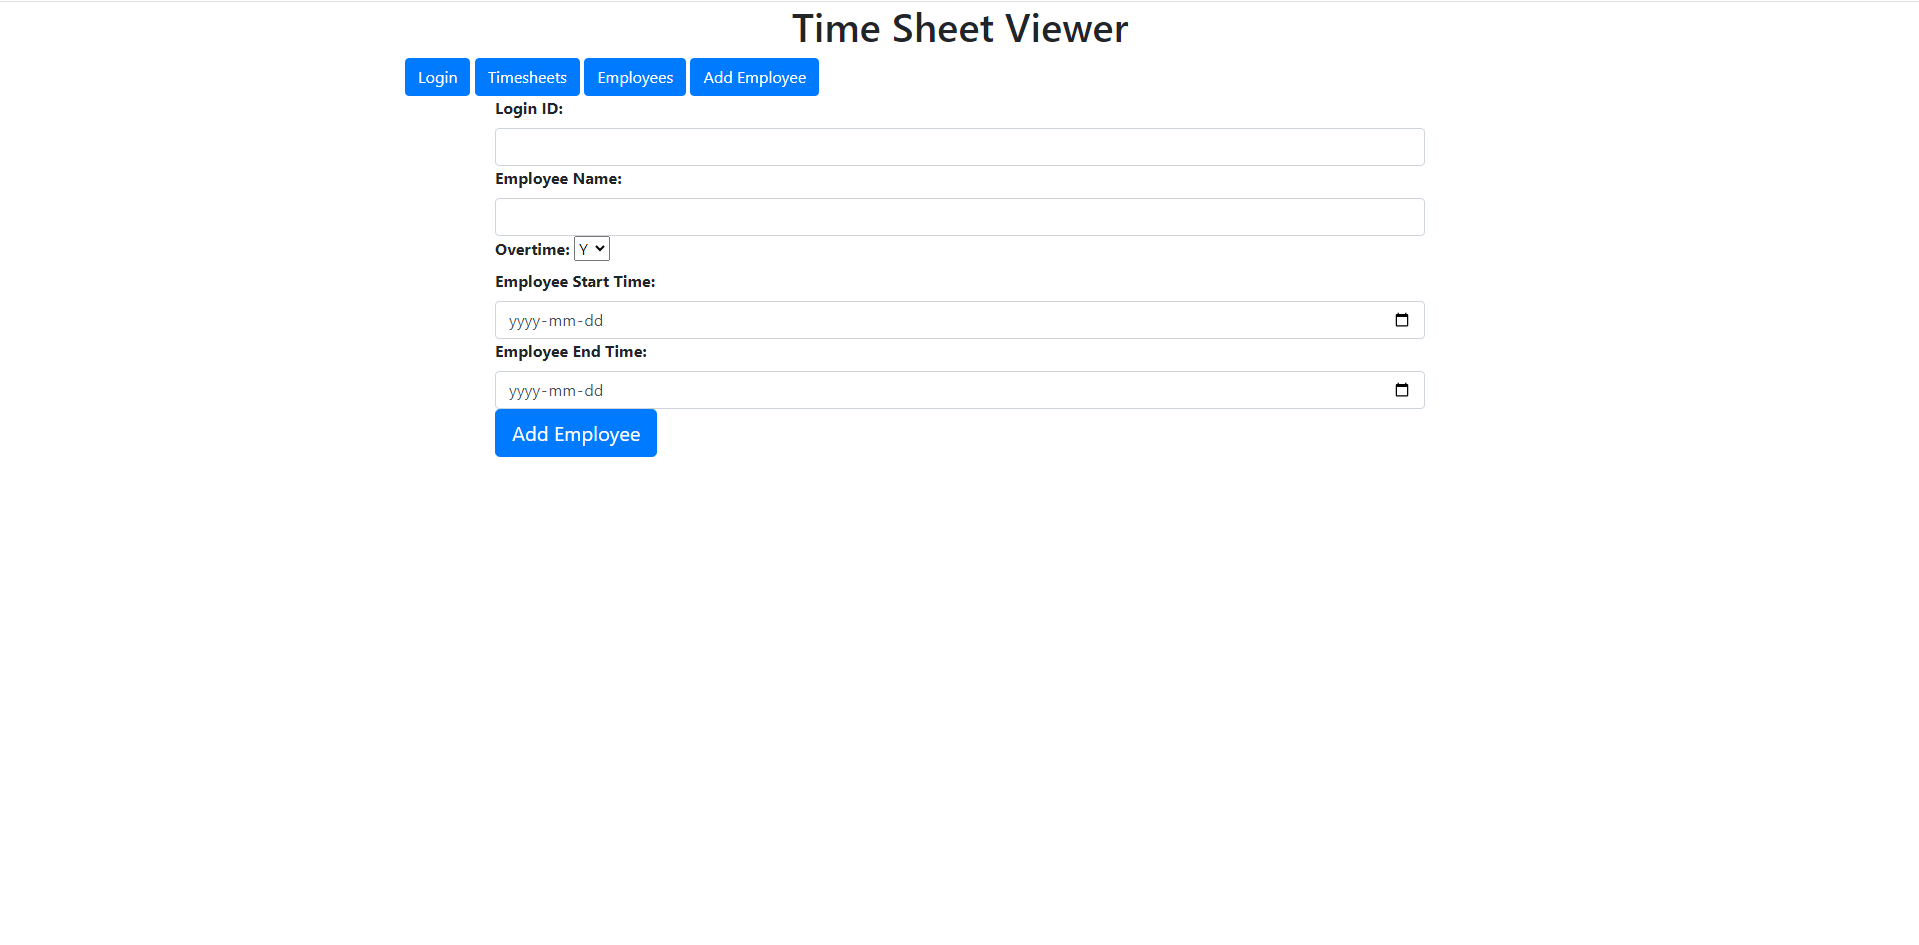 Time Sheet Viewer
Login Timesheets Employees Add Employee
Login ID:
Employee Name:
Overtime: Y
Employee Start Time:
yyyy-mm-dd
Employee End Time:
yyyy-mm-dd
Add Employee